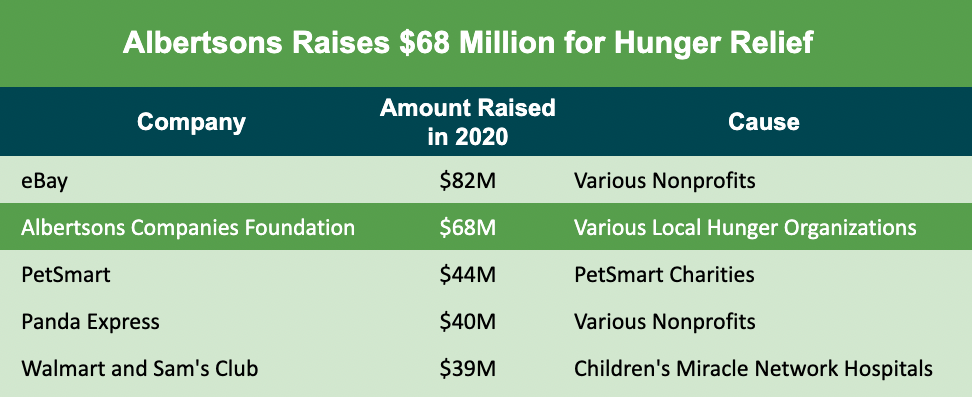 Albertsons Raises $68 Million for Hunger Relief
Company Amount Raised in 2020 Cause
eBay $82M Various Nonprofits
Albertsons Companies Foundation $68M Various Local Hunger Organizations
PetSmart $44M PetSmart Charities
Panda Express $40M Various Nonprofits
Walmart and Sam's Club $39M Children's Miracle Network Hospitals